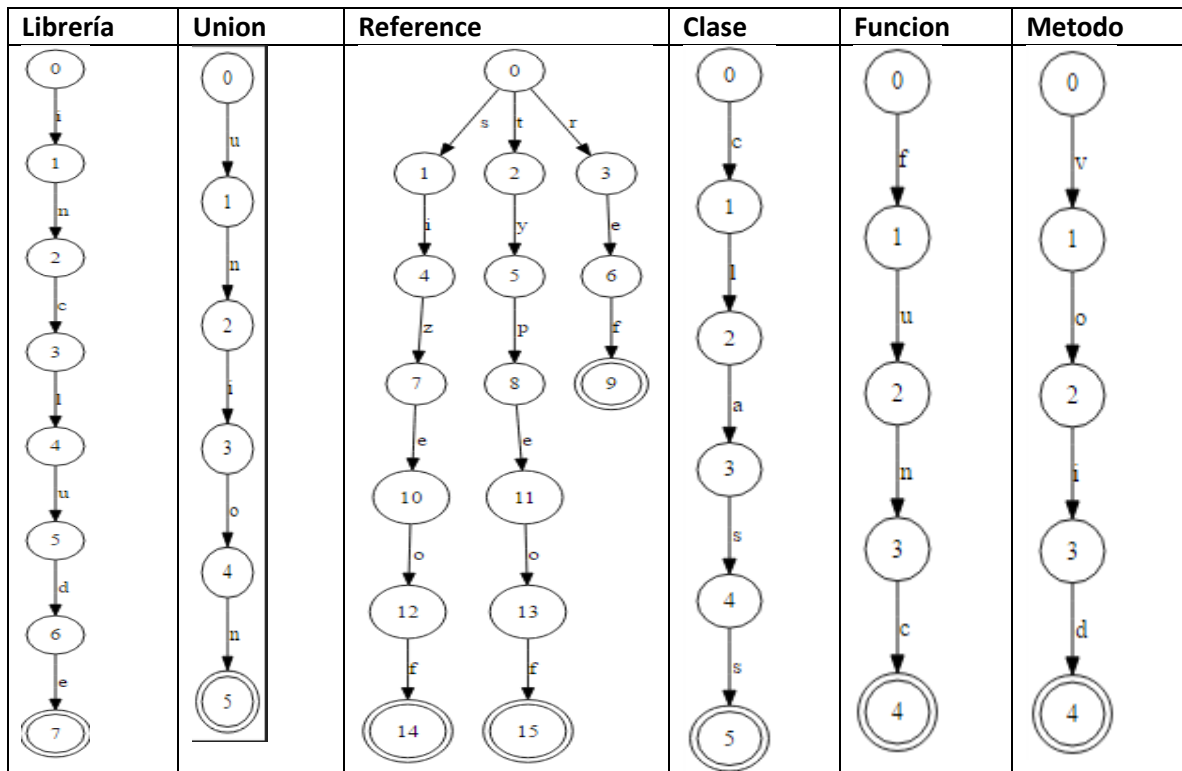 Librería Union Reference Clase Funcion Metodo
0
i
1
n
2
c
3
l
4
u
5
d
6
e
7
0
u
1
n
2
i
3
o
4
n
5
0
s t r
1 2 3
i y e
4 5 6
z p f
7 8 9
e e
10 11
o o
12 13
f f
14 15
0
c
1
l
2
a
3
s
4
s
5
0
f
1
u
2
n
3
c
4
0
v
1
o
2
i
3
d
4